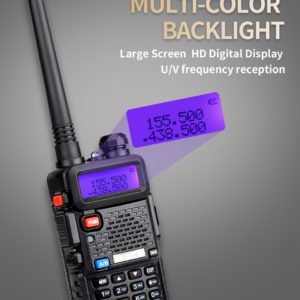 MULTI-COLOR
BACKLIGHT
Large Screen HD Digital Display
U/V frequency reception
155.500
438.500
155.500
438.500
A/B